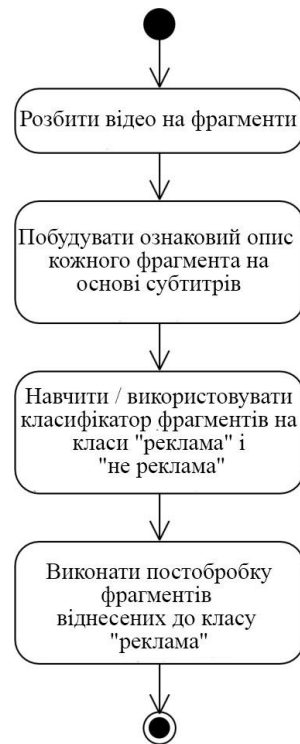 Розбити відео на фрагменти
Побудувати ознаковий опис
кожного фрагмента на
основі субтитрів
Навчити / використовувати
класифікатор фрагментів на
класи "реклама" і
"не реклама"
Виконати постобробку
фрагментів
віднесених до класу
"реклама"